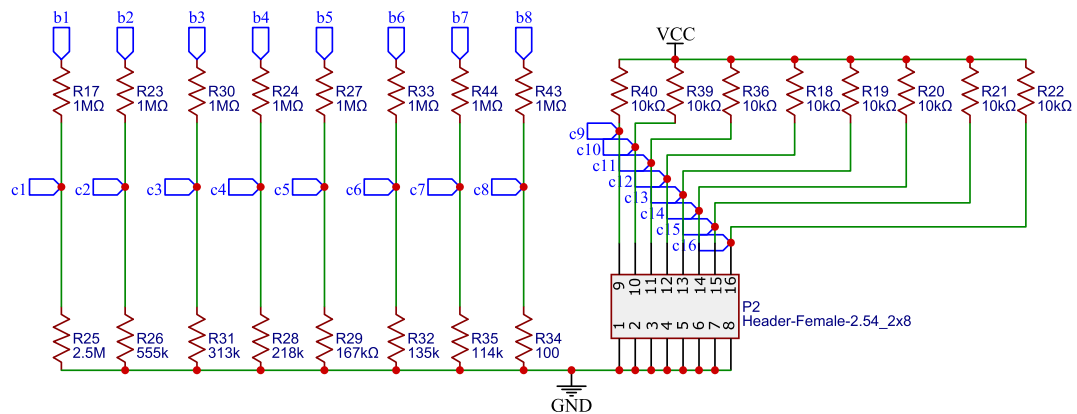 b1 b2 b3 b4 b5 b6 b7 b8
VCC
R17 R23 R30 R24 R27 R33 R44 R43 R40 R39 R36 R18 R19 R20 R21 R22
1MΩ 1MΩ 1MΩ 1MΩ 1MΩ 1MΩ 1MΩ 1MΩ 10kΩ 10kΩ 10kΩ 10kΩ 10kΩ 10kΩ 10kΩ 10kΩ
c9
c10
c11
c12
c1 c2 c3 c4 c5 c6 c7 c8
c13
c14
c15
c16
9 10 11 12 13 14 15 16
P2
1 2 3 4 5 6 7 8
Header-Female-2.54_2x8
R25 R26 R31 R28 R29 R32 R35 R34
2.5M 555k 313k 218k 167kΩ 135k 114k 100
GND